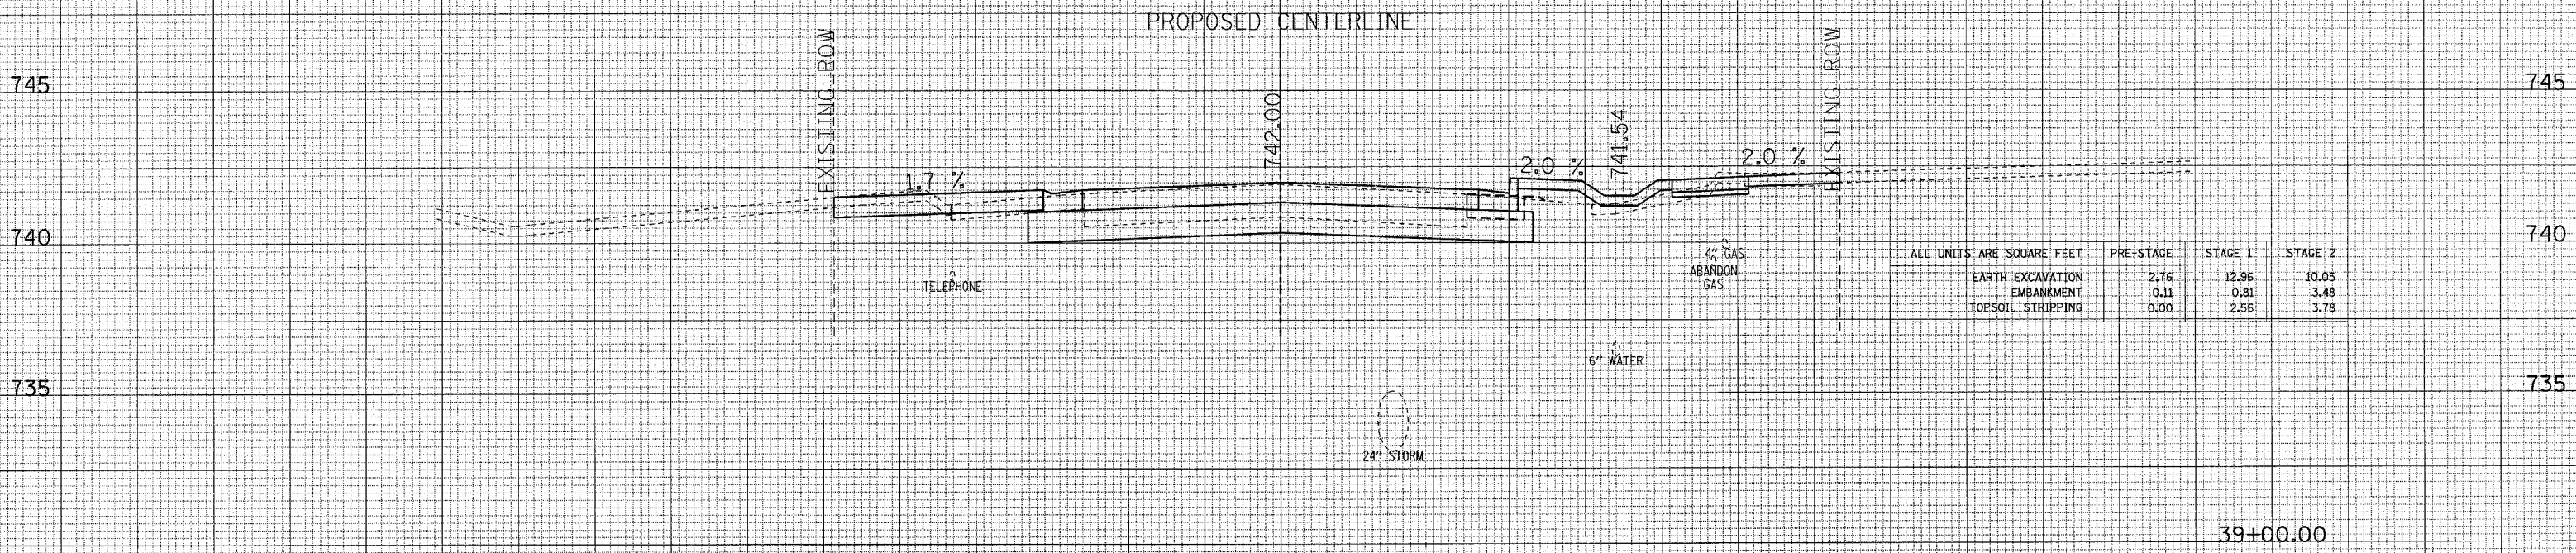 PROPOSED CENTERLINE
EXISTING ROW
EXISTING ROW
745
745
742.00
741.54
2.0 %
2.0 %
1.7 %
740
740
4" GAS
ABANDON
GAS
TELEPHONE
ALL UNITS ARE SQUARE FEET PRE-STAGE STAGE 1 STAGE 2
EARTH EXCAVATION 2.76 12.96 10.05
EMBANKMENT 0.11 0.81 3.48
TOPSOIL STRIPPING 0.00 2.56 3.78
6" WATER
735
735
24" STORM
39+00.00